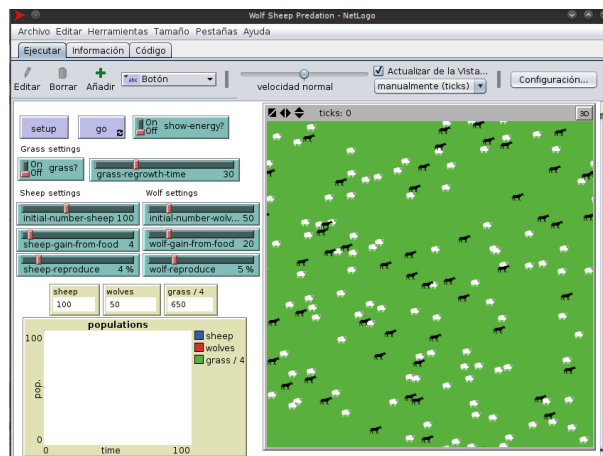 Wolf Sheep Predation - NetLogo
Archivo Editar Herramientas Tamaño Pestañas Ayuda
Ejecutar Información Código
Editar Borrar Añadir abc Botón velocidad normal Actualizar de la Vista... manualmente (ticks) Configuración...
setup go On Off show-energy?
ticks: 0 3D
Grass settings
On Off grass? grass-regrowth-time 30
Sheep settings Wolf settings
initial-number-sheep 100 initial-number-wolv... 50
sheep-gain-from-food 4 wolf-gain-from-food 20
sheep-reproduce 4 % wolf-reproduce 5 %
sheep wolves grass / 4
100 50 650
populations
100
pop.
0
0 time 100
sheep
wolves
grass / 4